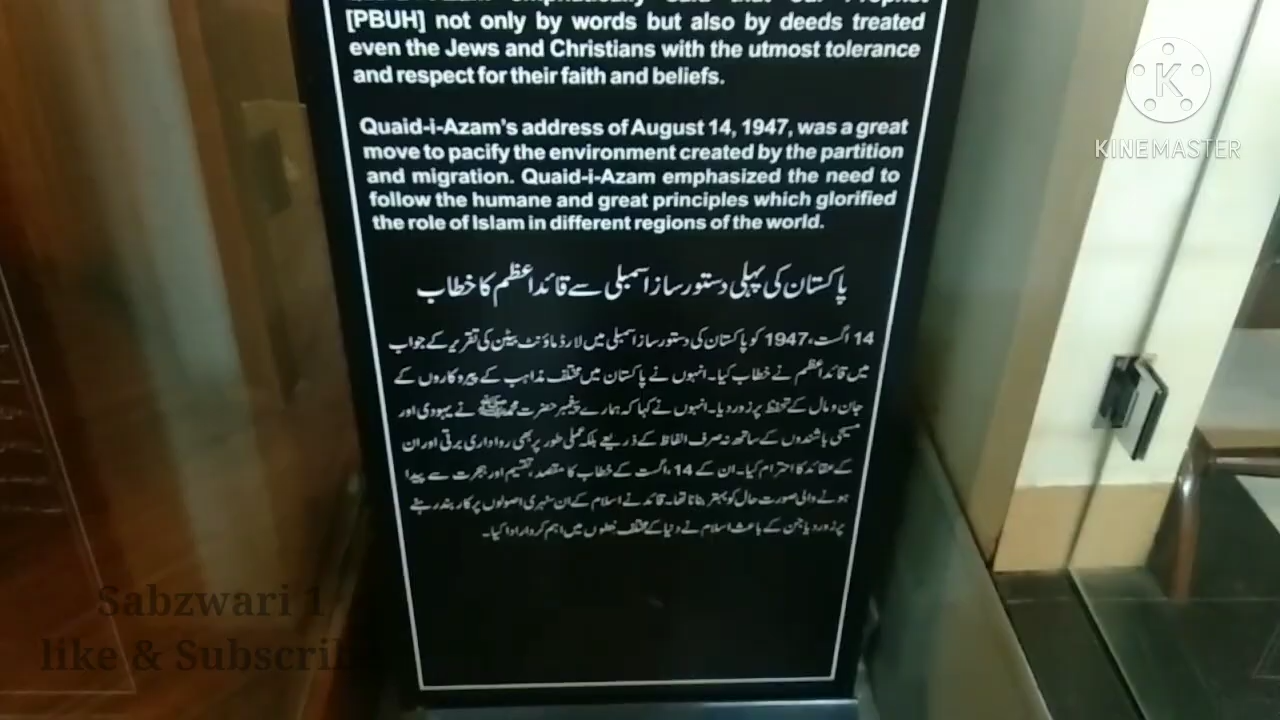 [PBUH] not only by words but also by deeds treated
even the Jews and Christians with the utmost tolerance
and respect for their faith and beliefs.
Quaid-i-Azam's address of August 14, 1947, was a great
move to pacify the environment created by the partition
and migration. Quaid-i-Azam emphasized the need to
follow the humane and great principles which glorified
the role of Islam in different regions of the world.
پاکستان کی پہلی دستور ساز اسمبلی سے قائداعظم کا خطاب
14 اگست، 1947 کو پاکستان کی دستور ساز اسمبلی میں لارڈ ماؤنٹ بیٹن کی تقریر کے جواب
میں قائداعظم نے خطاب کیا۔ انہوں نے پاکستان میں مختلف مذاہب کے پیروکاروں کے
جان و مال کے تحفظ پر زور دیا۔ انہوں نے کہا کہ ہمارے پیغمبر حضرت محمدﷺ نے یہودی اور
مسیحی باشندوں کے ساتھ نہ صرف الفاظ کے ذریعے بلکہ عملی طور پر بھی رواداری برتی اور ان
کے عقائد کا احترام کیا۔ ان کے 14، اگست کے خطاب کا مقصد، تقسیم اور ہجرت سے پیدا
ہونے والی صورت حال کو بہتر بنانا تھا۔ قائد نے اسلام کے ان سنہری اصولوں پر کاربند رہنے
پر زور دیا جن کے باعث اسلام نے دنیا کے مختلف خطوں میں اہم کردار ادا کیا۔
K
KINEMASTER
Sabzwari 1
like & Subscrib